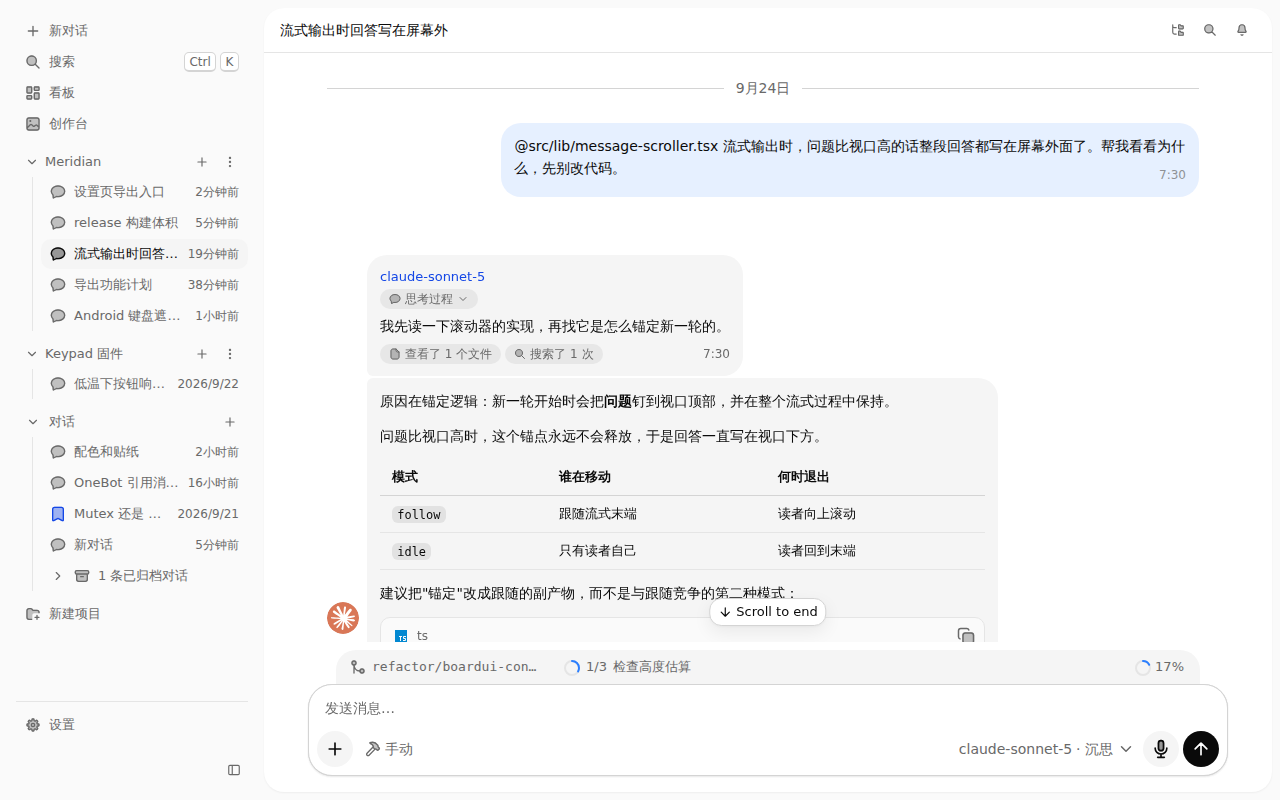 新对话
搜索 Ctrl K
看板
创作台
Meridian
设置页导出入口 2分钟前
release 构建体积 5分钟前
流式输出时回答… 19分钟前
导出功能计划 38分钟前
Android 键盘遮… 1小时前
Keypad 固件
低温下按钮响… 2026/9/22
对话
配色和贴纸 2小时前
OneBot 引用消… 16小时前
Mutex 还是 … 2026/9/21
新对话 5分钟前
1 条已归档对话
新建项目
设置
流式输出时回答写在屏幕外
9月24日
@src/lib/message-scroller.tsx 流式输出时，问题比视口高的话整段回答都写在屏幕外面了。帮我看看为什
么，先别改代码。
7:30
claude-sonnet-5
思考过程
我先读一下滚动器的实现，再找它是怎么锚定新一轮的。
查看了 1 个文件 搜索了 1 次 7:30
原因在锚定逻辑：新一轮开始时会把问题钉到视口顶部，并在整个流式过程中保持。
问题比视口高时，这个锚点永远不会释放，于是回答一直写在视口下方。
模式 谁在移动 何时退出
follow 跟随流式末端 读者向上滚动
idle 只有读者自己 读者回到末端
建议把"锚定"改成跟随的副产物，而不是与跟随竞争的第二种模式：
Scroll to end
TS ts
refactor/boardui-con… 1/3 检查高度估算 17%
发送消息…
手动 claude-sonnet-5 · 沉思